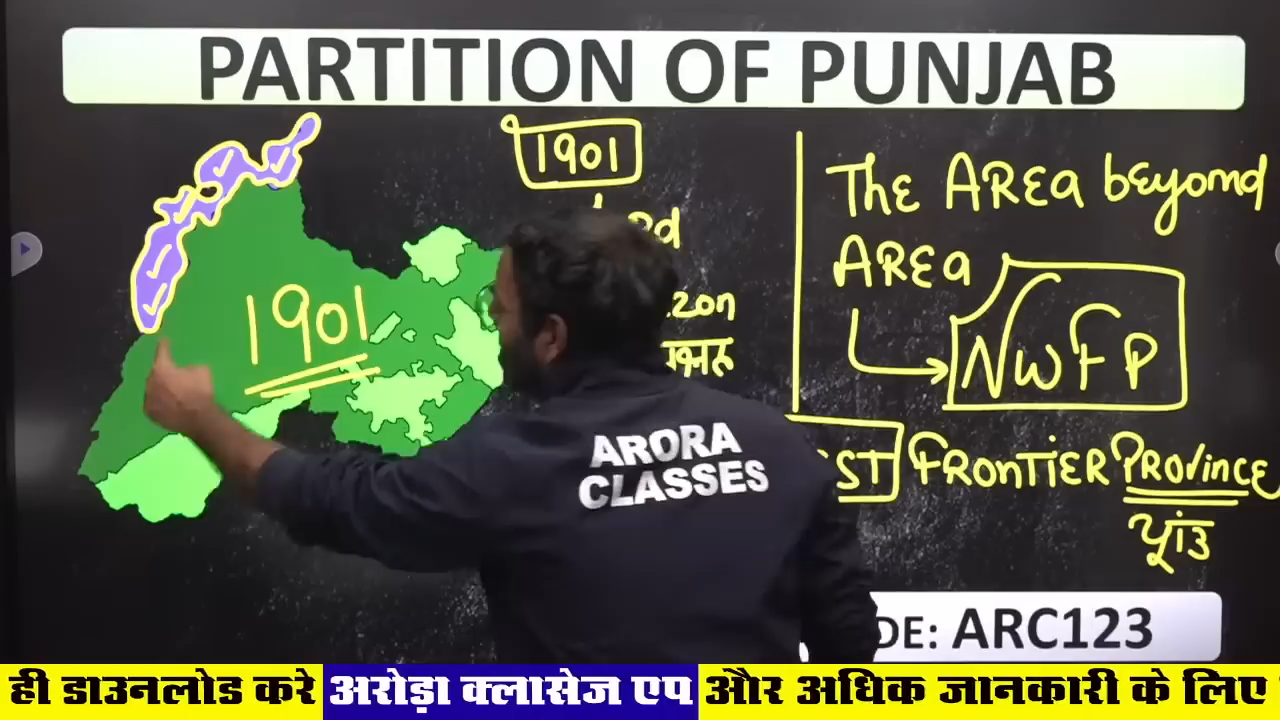 PARTITION OF PUNJAB
1901
The AREA beyond
AREA
NWFP
FRONTIER PROVINCE
ਪ੍ਰਾਂਤ
1901
ARORA
CLASSES
DE: ARC123
ही डाउनलोड करे अरोड़ा क्लासेज एप और अधिक जानकारी के लिए